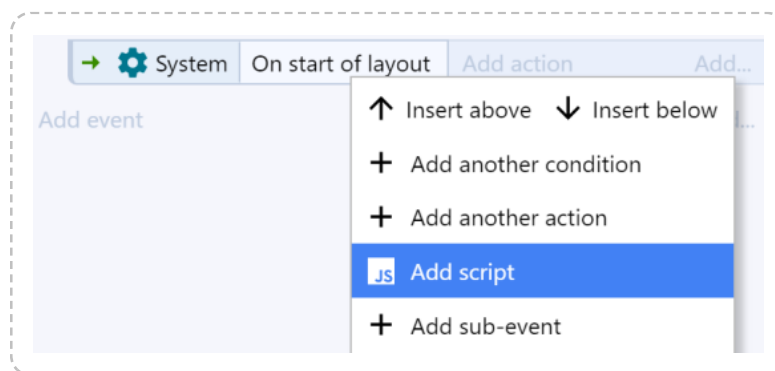 System On start of layout Add action Add...
Insert above Insert below
Add event
Add another condition
Add another action
JS Add script
Add sub-event